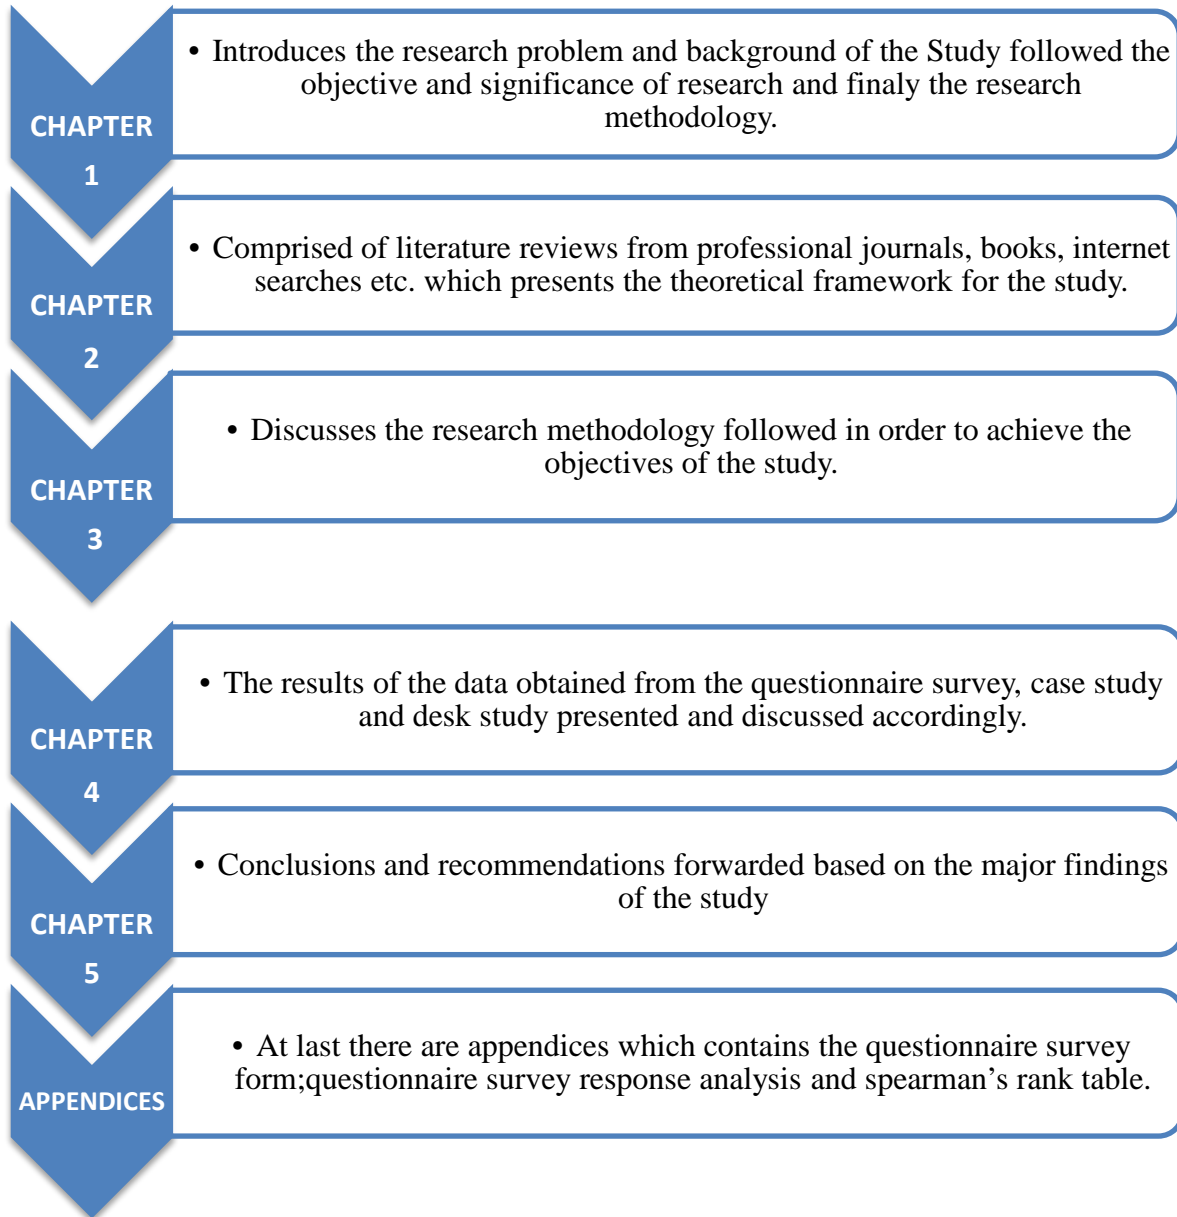 • Introduces the research problem and background of the Study followed the
objective and significance of research and finaly the research
methodology.
CHAPTER
1
• Comprised of literature reviews from professional journals, books, internet
searches etc. which presents the theoretical framework for the study.
CHAPTER
2
• Discusses the research methodology followed in order to achieve the
objectives of the study.
CHAPTER
3
• The results of the data obtained from the questionnaire survey, case study
and desk study presented and discussed accordingly.
CHAPTER
4
• Conclusions and recommendations forwarded based on the major findings
of the study
CHAPTER
5
• At last there are appendices which contains the questionnaire survey
form;questionnaire survey response analysis and spearman’s rank table.
APPENDICES